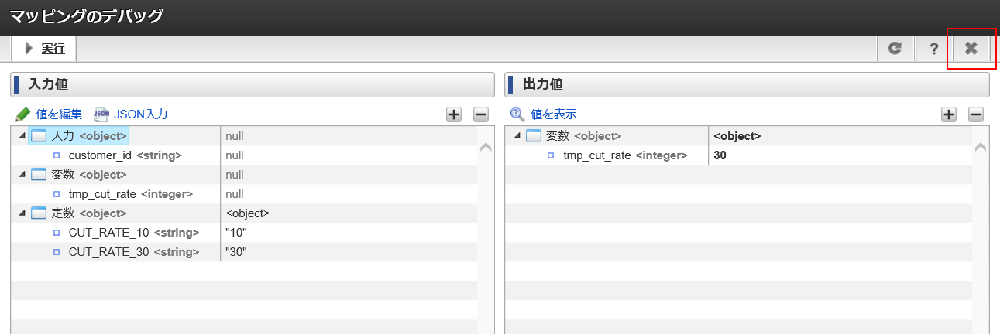 マッピングのデバッグ
実行
?
入力値
値を編集 JSON JSON入力
入力 <object> null
customer_id <string> null
変数 <object> null
tmp_cut_rate <integer> null
定数 <object> <object>
CUT_RATE_10 <string> "10"
CUT_RATE_30 <string> "30"
出力値
? 値を表示
変数 <object> <object>
tmp_cut_rate <integer> 30